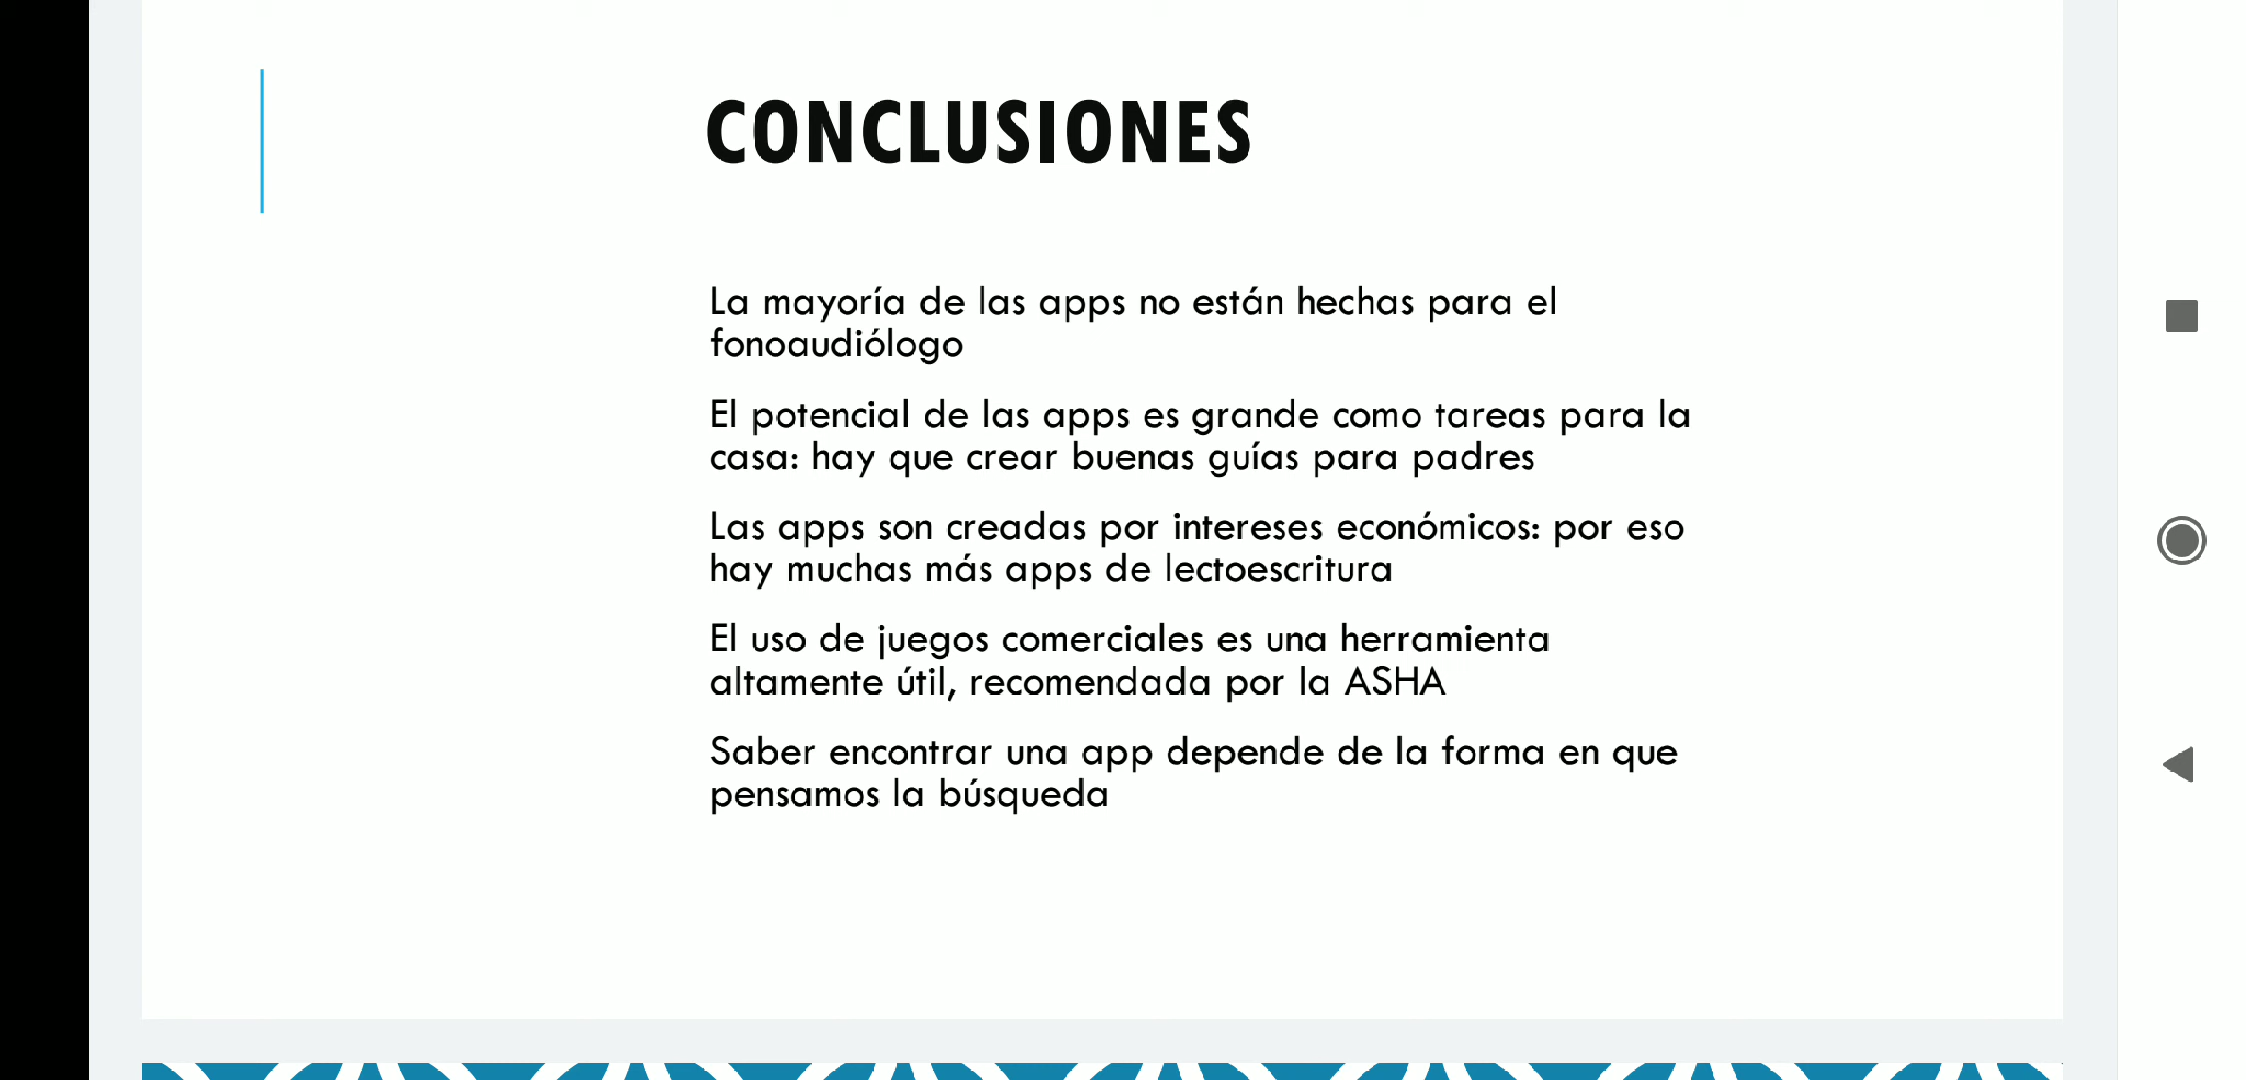 CONCLUSIONES
La mayoría de las apps no están hechas para el
fonoaudiólogo
El potencial de las apps es grande como tareas para la
casa: hay que crear buenas guías para padres
Las apps son creadas por intereses económicos: por eso
hay muchas más apps de lectoescritura
El uso de juegos comerciales es una herramienta
altamente útil, recomendada por la ASHA
Saber encontrar una app depende de la forma en que
pensamos la búsqueda